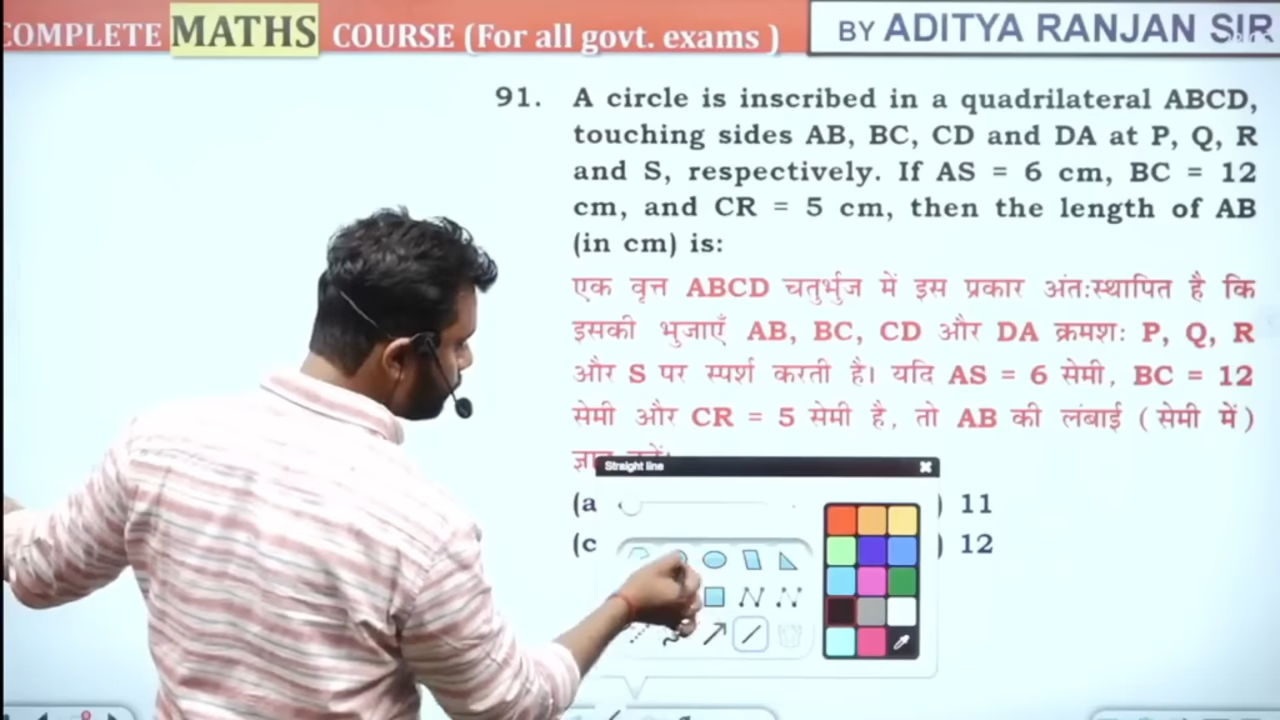 COMPLETE MATHS COURSE (For all govt. exams )
BY ADITYA RANJAN SIR
91. A circle is inscribed in a quadrilateral ABCD,
touching sides AB, BC, CD and DA at P, Q, R
and S, respectively. If AS = 6 cm, BC = 12
cm, and CR = 5 cm, then the length of AB
(in cm) is:
एक वृत्त ABCD चतुर्भुज में इस प्रकार अंत:स्थापित है कि
इसकी भुजाएँ AB, BC, CD और DA क्रमशः P, Q, R
और S पर स्पर्श करती है। यदि AS = 6 सेमी, BC = 12
सेमी और CR = 5 सेमी है, तो AB की लंबाई ( सेमी में )
Straight line
(a ) 11
(c ) 12